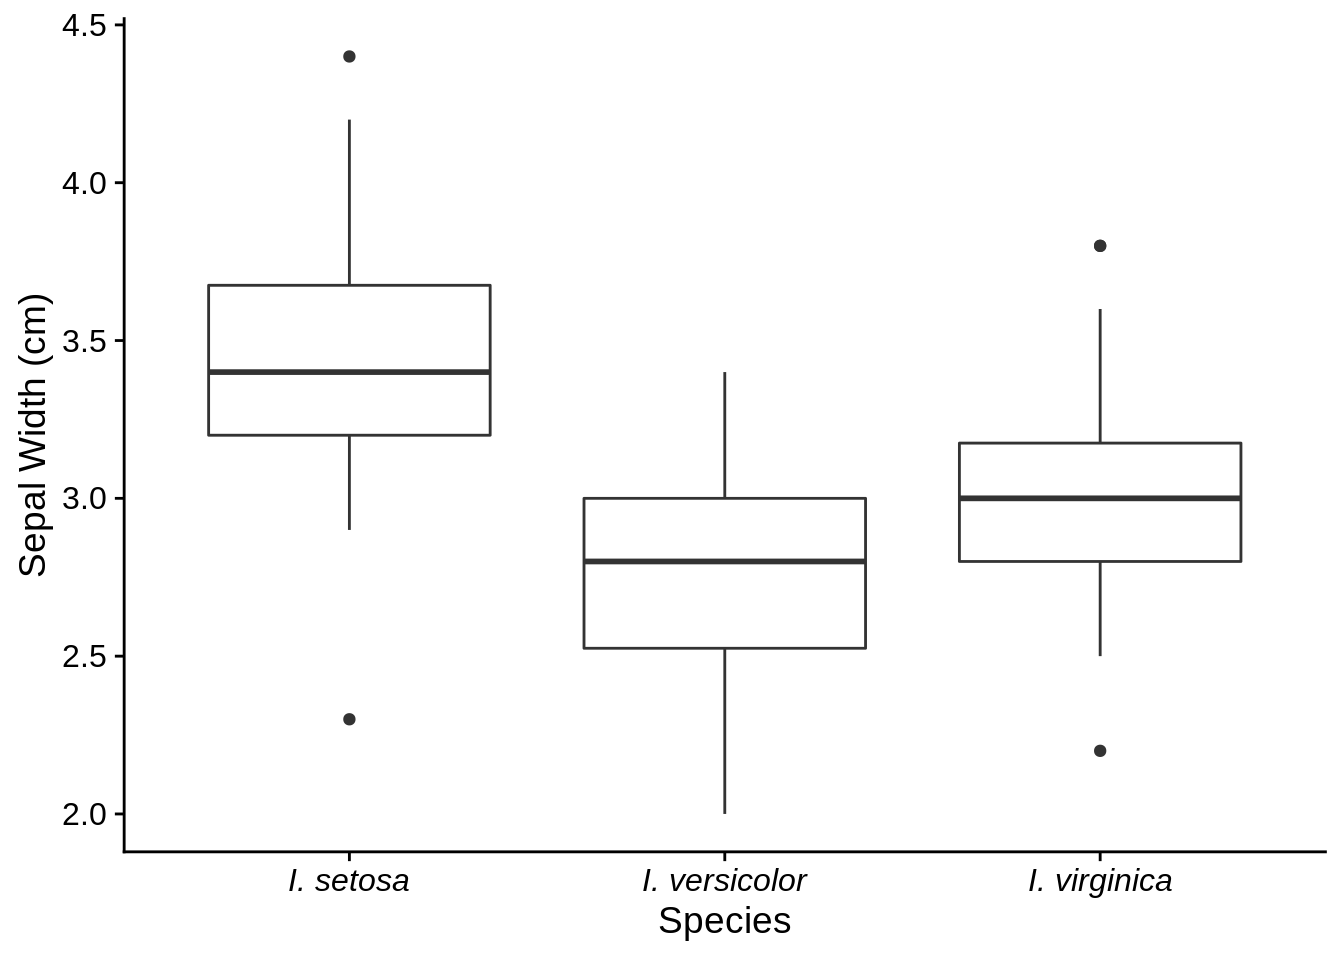 Sepal Width (cm)
4.5
4.0
3.5
3.0
2.5
2.0
I. setosa
I. versicolor
I. virginica
Species